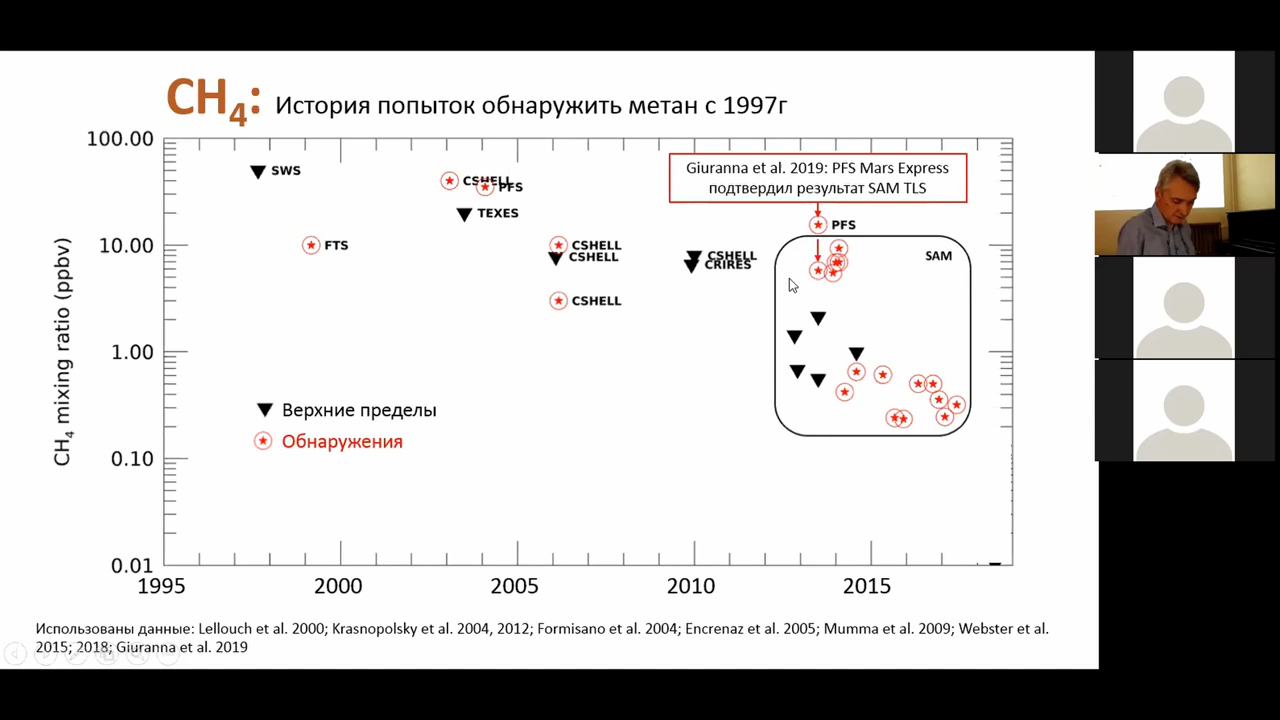 CH4: История попыток обнаружить метан с 1997г
100.00
10.00
1.00
0.10
0.01
CH4 mixing ratio (ppbv)
SWS
CSHELL
PFS
TEXES
FTS
CSHELL
CSHELL
CSHELL
CSHELL
CRIRES
Giuranna et al. 2019: PFS Mars Express
подтвердил результат SAM TLS
PFS
SAM
Верхние пределы
Обнаружения
1995
2000
2005
2010
2015
Использованы данные: Lellouch et al. 2000; Krasnopolsky et al. 2004, 2012; Formisano et al. 2004; Encrenaz et al. 2005; Mumma et al. 2009; Webster et al.
2015; 2018; Giuranna et al. 2019